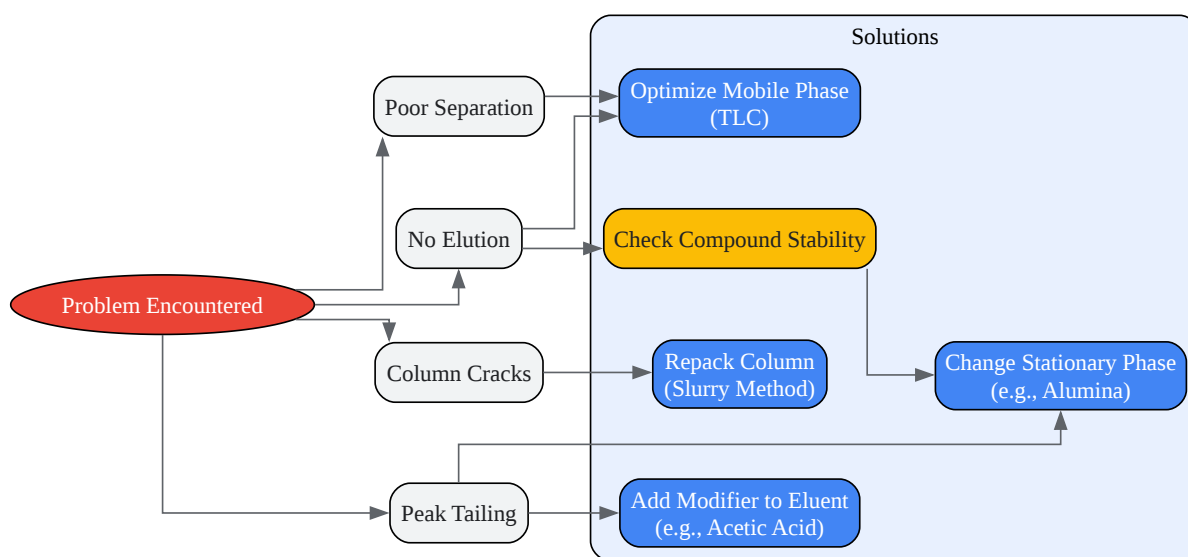 Solutions
Poor Separation
Optimize Mobile Phase
(TLC)
No Elution
Check Compound Stability
Problem Encountered
Column Cracks
Repack Column
(Slurry Method)
Change Stationary Phase
(e.g., Alumina)
Peak Tailing
Add Modifier to Eluent
(e.g., Acetic Acid)